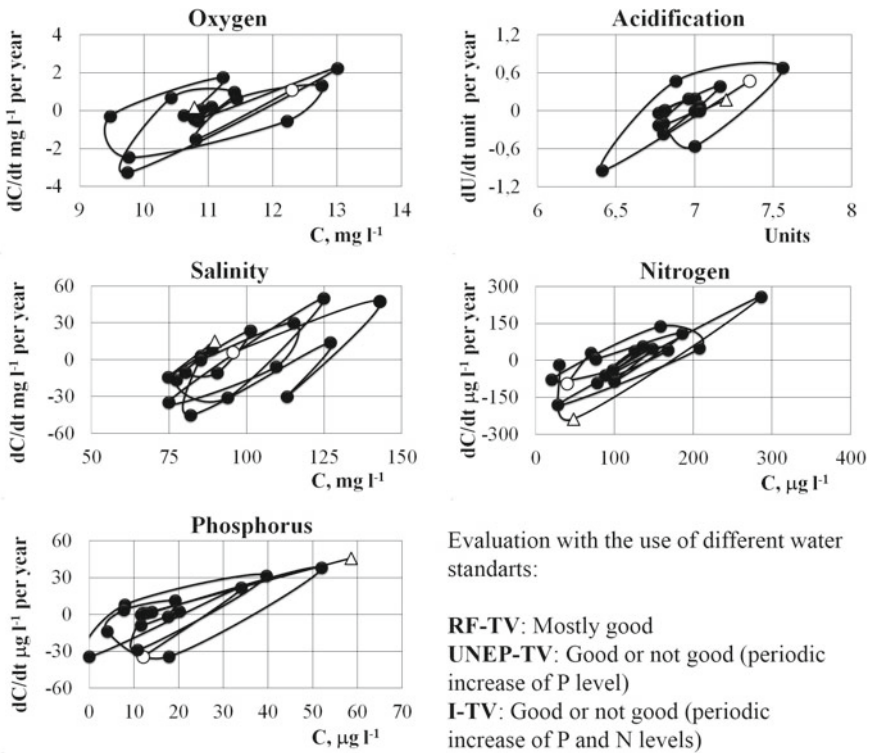 Oxygen
dC/dt mg l⁻¹ per year
4
2
0
-2
-4
9 10 11 12 13 14
C, mg l⁻¹
Acidification
dU/dt unit per year
1,2
0.6
0
-0.6
-1,2
6 6,5 7 7,5 8
Units
Salinity
dC/dt mg l⁻¹ per year
60
30
0
-30
-60
50 75 100 125 150
C, mg l⁻¹
Nitrogen
dC/dt µg l⁻¹ per year
300
150
0
-150
-300
0 100 200 300 400
C, µg l⁻¹
Phosphorus
dC/dt µg l⁻¹ per year
60
30
0
-30
-60
0 10 20 30 40 50 60 70
C, µg l⁻¹
Evaluation with the use of different water
standarts:
RF-TV: Mostly good
UNEP-TV: Good or not good (periodic
increase of P level)
I-TV: Good or not good (periodic
increase of P and N levels)